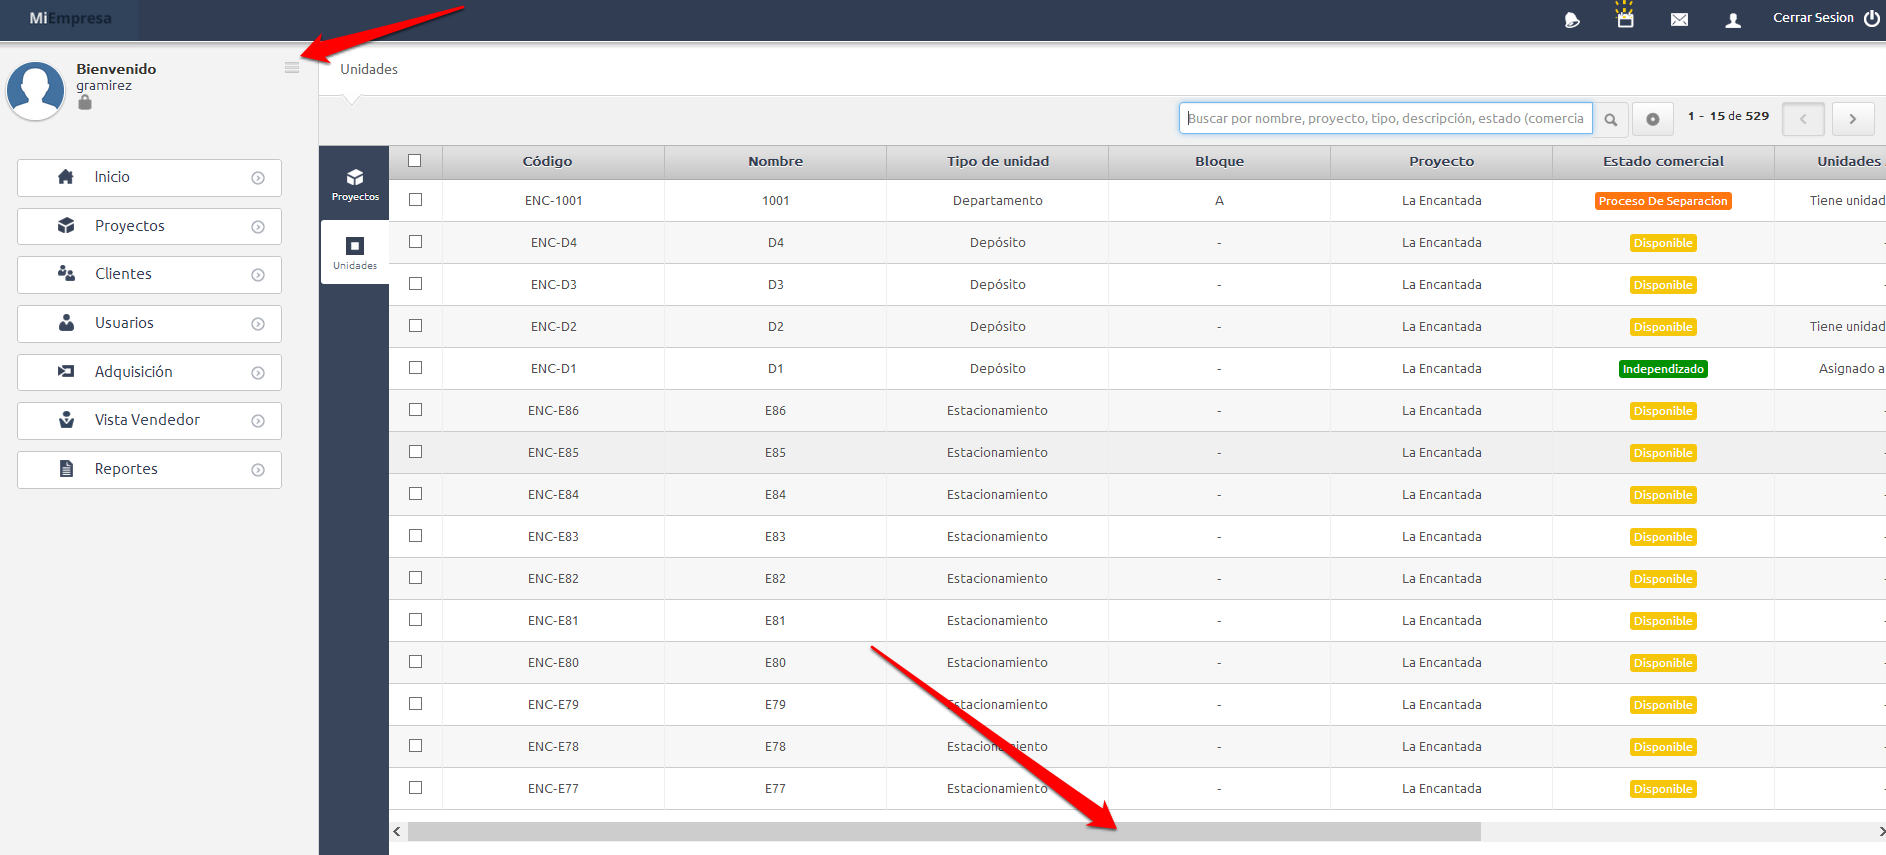 MiEmpresa
Cerrar Sesion
Bienvenido
gramirez
Inicio
Proyectos
Clientes
Usuarios
Adquisición
Vista Vendedor
Reportes
Unidades
Buscar por nombre, proyecto, tipo, descripción, estado (comercia
1 - 15 de 529
Proyectos
Unidades
Código Nombre Tipo de unidad Bloque Proyecto Estado comercial Unidades
ENC-1001 1001 Departamento A La Encantada Proceso De Separacion Tiene unidad
ENC-D4 D4 Depósito - La Encantada Disponible -
ENC-D3 D3 Depósito - La Encantada Disponible -
ENC-D2 D2 Depósito - La Encantada Disponible Tiene unidad
ENC-D1 D1 Depósito - La Encantada Independizado Asignado a
ENC-E86 E86 Estacionamiento - La Encantada Disponible -
ENC-E85 E85 Estacionamiento - La Encantada Disponible -
ENC-E84 E84 Estacionamiento - La Encantada Disponible -
ENC-E83 E83 Estacionamiento - La Encantada Disponible -
ENC-E82 E82 Estacionamiento - La Encantada Disponible -
ENC-E81 E81 Estacionamiento - La Encantada Disponible -
ENC-E80 E80 Estacionamiento - La Encantada Disponible -
ENC-E79 E79 Estacionamiento - La Encantada Disponible -
ENC-E78 E78 Estacionamiento - La Encantada Disponible -
ENC-E77 E77 Estacionamiento - La Encantada Disponible -